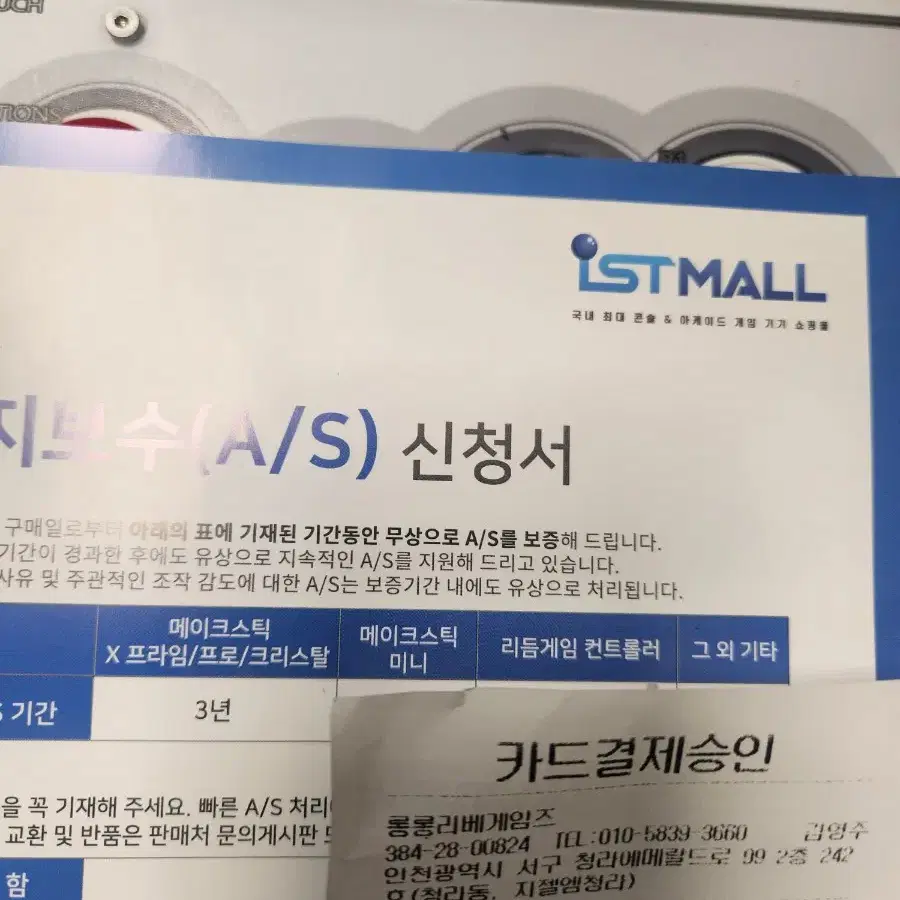 OUCH
TIONS
iSTMALL
국내 최대 콘솔 & 아케이드 게임 기기 쇼핑몰
지보수(A/S) 신청서
구매일로부터 아래의 표에 기재된 기간동안 무상으로 A/S를 보증해 드립니다.
기간이 경과한 후에도 유상으로 지속적인 A/S를 지원해 드리고 있습니다.
사유 및 주관적인 조작 감도에 대한 A/S는 보증기간 내에도 유상으로 처리됩니다.
메이크스틱
X 프라임/프로/크리스탈
메이크스틱
미니
리듬게임 컨트롤러
그 외 기타
S 기간
3년
을 꼭 기재해 주세요. 빠른 A/S 처리
교환 및 반품은 판매처 문의게시판
함
카드결제승인
롱롱리베게임즈
384-28-00824 TEL:010-5839-3660 김영주
인천광역시 서구 청라에메랄드로 99 2층 242
호(청라동, 지젤엠청라)